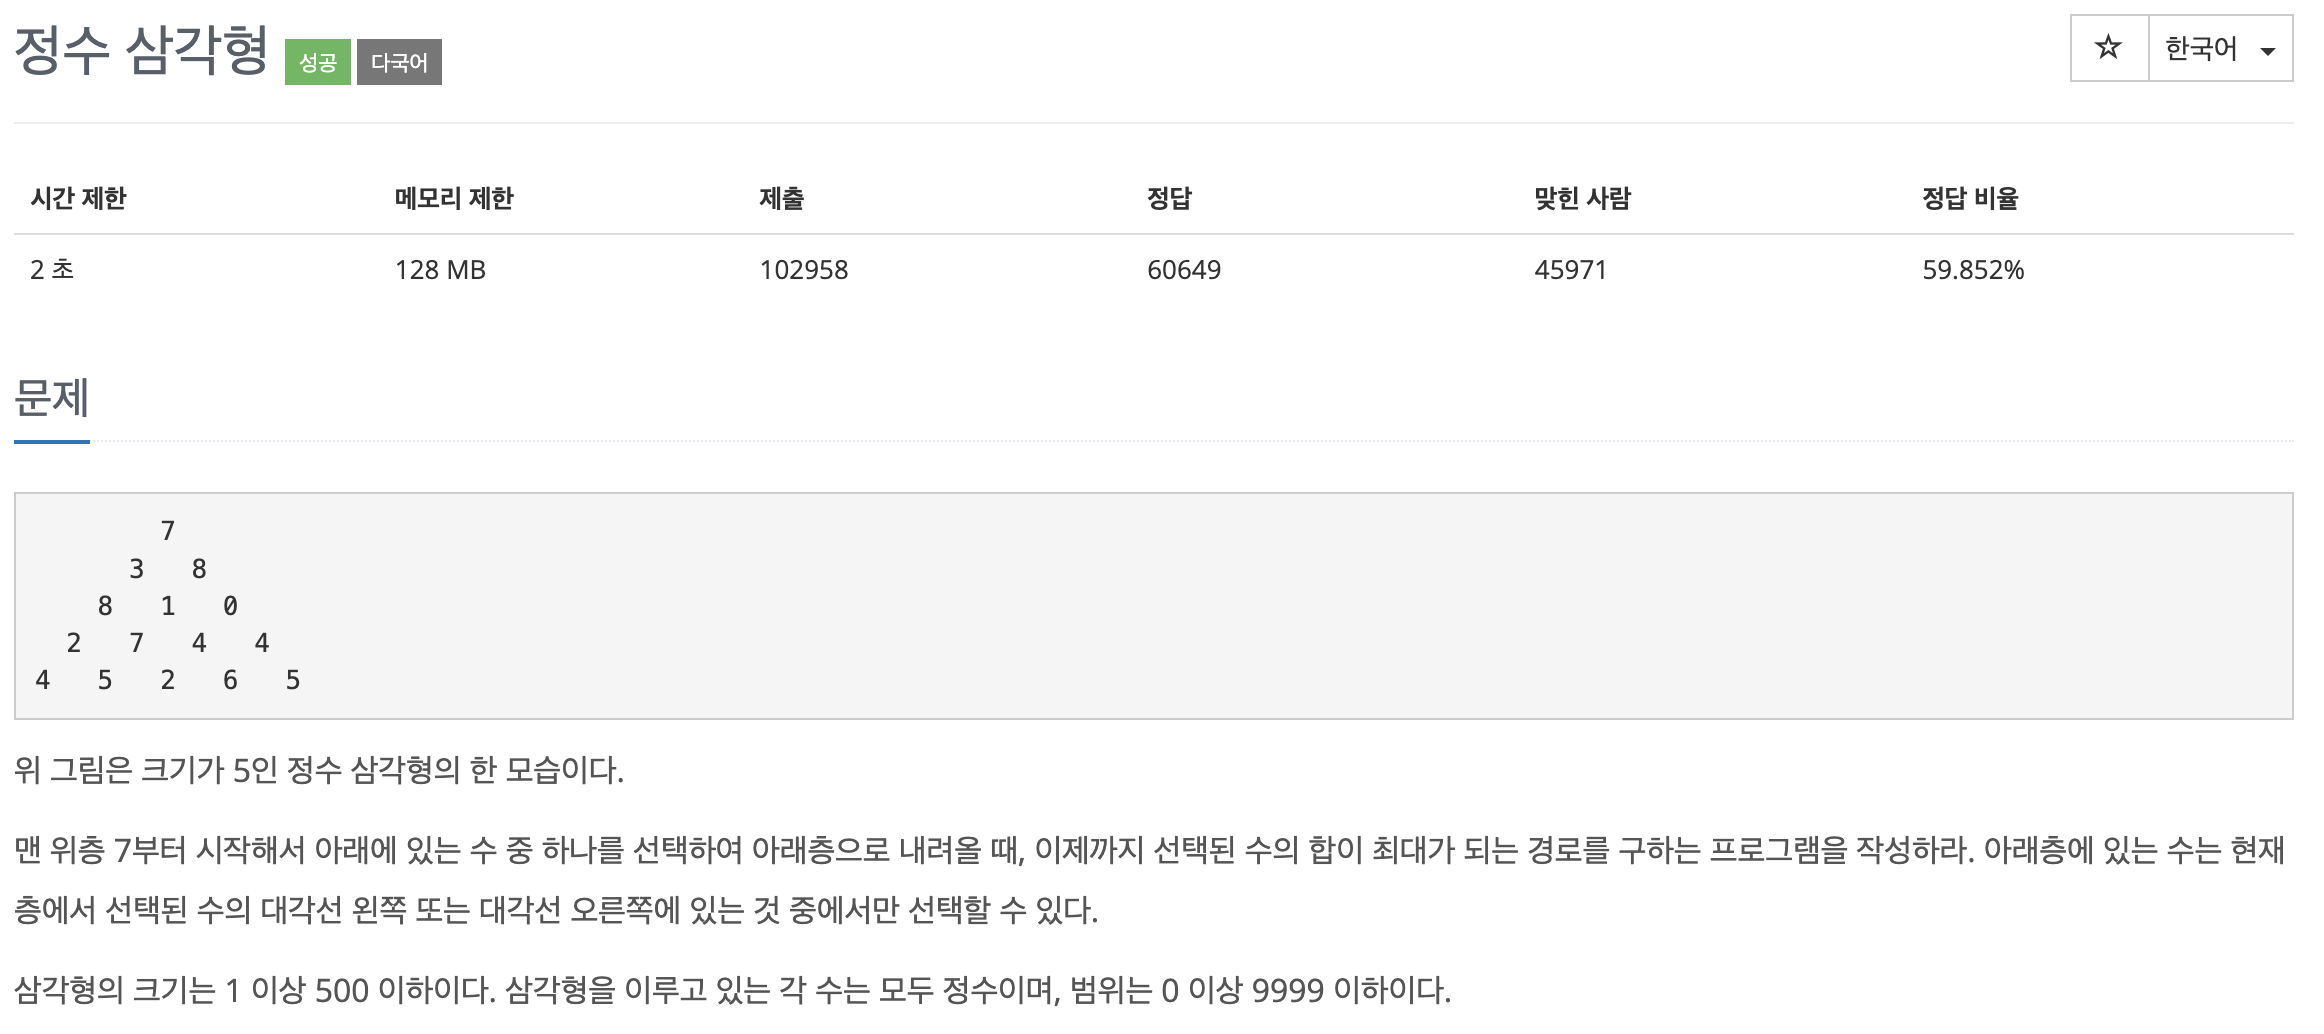 정수 삼각형 성공 다국어
☆ 한국어
시간 제한 메모리 제한 제출 정답 맞힌 사람 정답 비율
2 초 128 MB 102958 60649 45971 59.852%
문제
7
3 8
8 1 0
2 7 4 4
4 5 2 6 5
위 그림은 크기가 5인 정수 삼각형의 한 모습이다.
맨 위층 7부터 시작해서 아래에 있는 수 중 하나를 선택하여 아래층으로 내려올 때, 이제까지 선택된 수의 합이 최대가 되는 경로를 구하는 프로그램을 작성하라. 아래층에 있는 수는 현재
층에서 선택된 수의 대각선 왼쪽 또는 대각선 오른쪽에 있는 것 중에서만 선택할 수 있다.
삼각형의 크기는 1 이상 500 이하이다. 삼각형을 이루고 있는 각 수는 모두 정수이며, 범위는 0 이상 9999 이하이다.